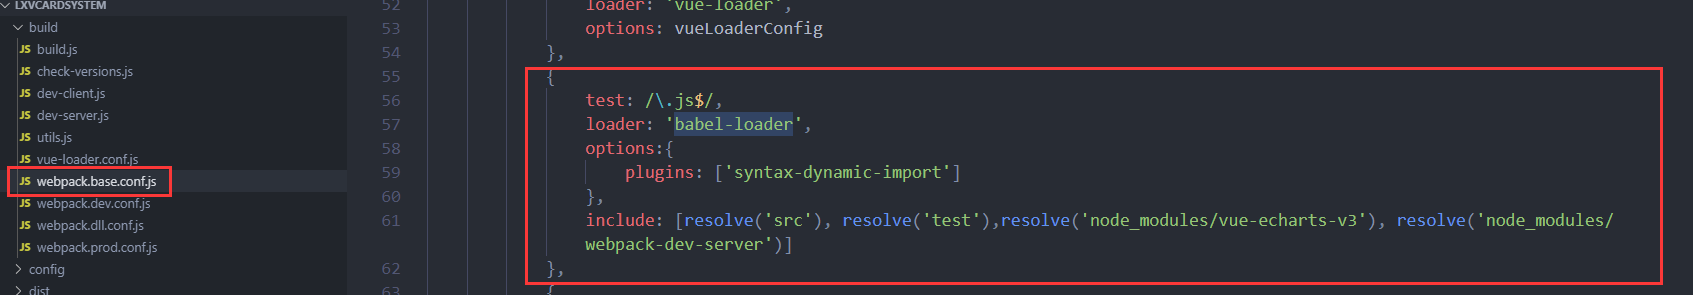 LXVCARDSYSTEM
build
JS build.js
JS check-versions.js
JS dev-client.js
JS dev-server.js
JS utils.js
JS vue-loader.conf.js
JS webpack.base.conf.js
JS webpack.dev.conf.js
JS webpack.dll.conf.js
JS webpack.prod.conf.js
config
dist
52 loader: 'vue-loader',
53 options: vueLoaderConfig
54 },
55 {
56 test: /\.js$/,
57 loader: 'babel-loader',
58 options:{
59 plugins: ['syntax-dynamic-import']
60 },
61 include: [resolve('src'), resolve('test'),resolve('node_modules/vue-echarts-v3'), resolve('node_modules/
webpack-dev-server')]
62 },
63 {